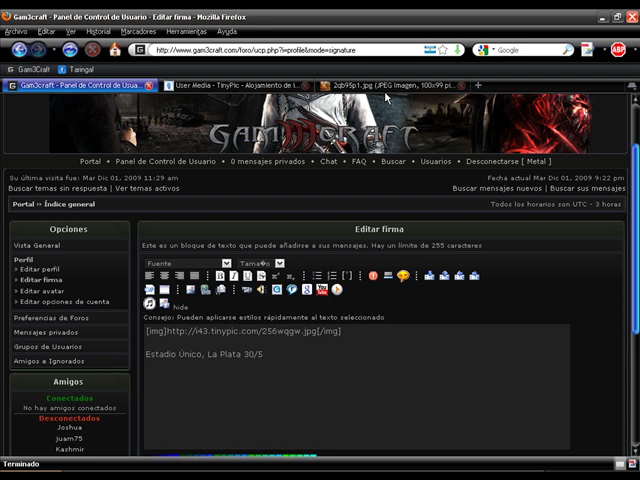 Gam3craft - Panel de Control de Usuario - Editar firma - Mozilla Firefox
Archivo Editar Ver Historial Marcadores Herramientas Ayuda
http://www.gam3craft.com/foro/ucp.php?i=profile&mode=signature
Google
ABP
Gam3Craft Taringa!
Gam3craft - Panel de Control de Usua...
User Media - TinyPic - Alojamiento de i...
2qb95p1.jpg (JPEG Imagen, 100x99 pi...
GAM3CRAFT
Portal • Panel de Control de Usuario • 0 mensajes privados • Chat • FAQ • Buscar • Usuarios • Desconectarse [ Metal ]
Su última visita fue: Mar Dic 01, 2009 11:29 am
Fecha actual Mar Dic 01, 2009 9:22 pm
Buscar temas sin respuesta | Ver temas activos
Buscar mensajes nuevos | Buscar sus mensajes
Portal » Índice general
Todos los horarios son UTC - 3 horas
Opciones
Vista General
Perfil
» Editar perfil
» Editar firma
» Editar avatar
» Editar opciones de cuenta
Preferencias de Foros
Mensajes privados
Grupos de Usuarios
Amigos e Ignorados
Amigos
Conectados
No hay amigos conectados
Desconectados
Joshua
juam75
Kashmir
Editar firma
Este es un bloque de texto que puede añadirse a sus mensajes. Hay un límite de 255 caracteres
Fuente
Tama�o
B I U S
You Tube
hide
Consejo: Pueden aplicarse estilos rápidamente al texto seleccionado
[img]http://i43.tinypic.com/256wqgw.jpg[/img]
Estadio Único, La Plata 30/5
Terminado